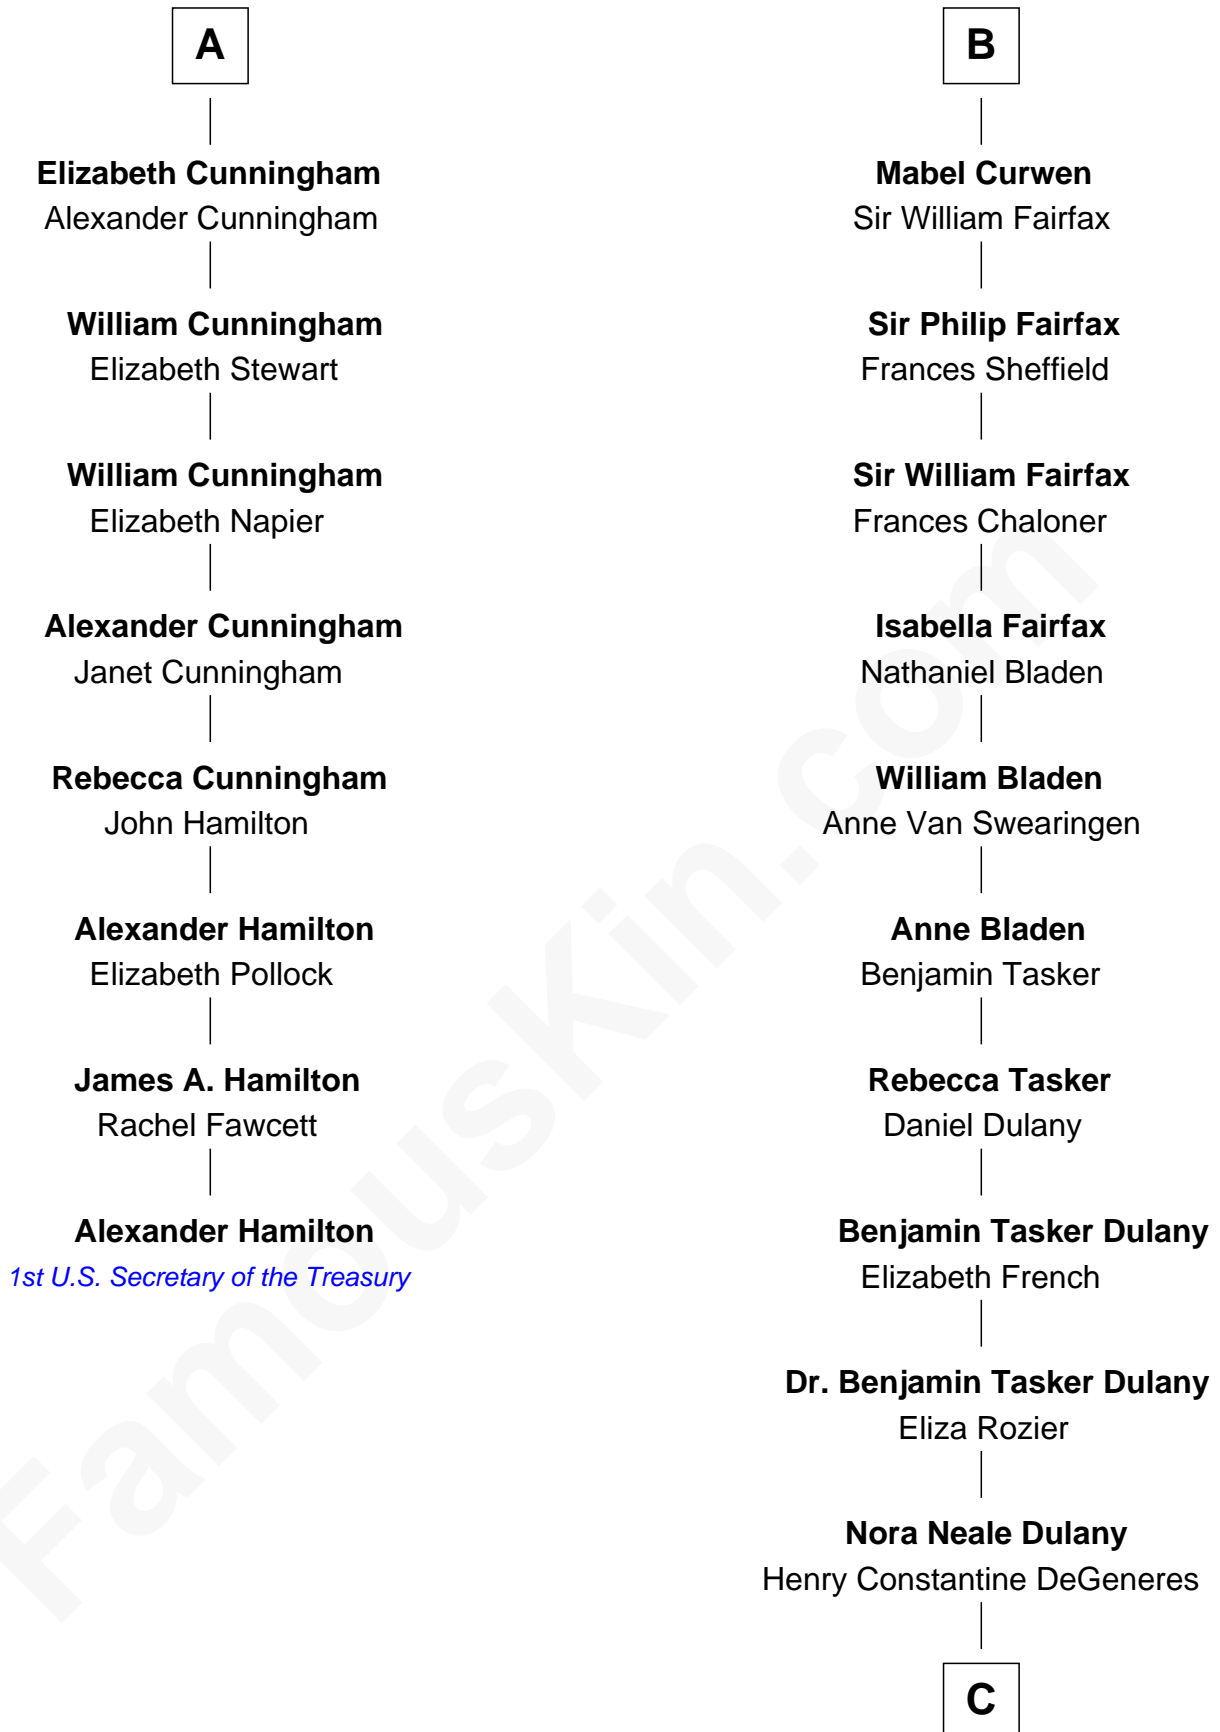 A
Elizabeth Cunningham
Alexander Cunningham
William Cunningham
Elizabeth Stewart
William Cunningham
Elizabeth Napier
Alexander Cunningham
Janet Cunningham
Rebecca Cunningham
John Hamilton
Alexander Hamilton
Elizabeth Pollock
James A. Hamilton
Rachel Fawcett
Alexander Hamilton
1st U.S. Secretary of the Treasury
B
Mabel Curwen
Sir William Fairfax
Sir Philip Fairfax
Frances Sheffield
Sir William Fairfax
Frances Chaloner
Isabella Fairfax
Nathaniel Bladen
William Bladen
Anne Van Swearingen
Anne Bladen
Benjamin Tasker
Rebecca Tasker
Daniel Dulany
Benjamin Tasker Dulany
Elizabeth French
Dr. Benjamin Tasker Dulany
Eliza Rozier
Nora Neale Dulany
Henry Constantine DeGeneres
C
FamousKin.com